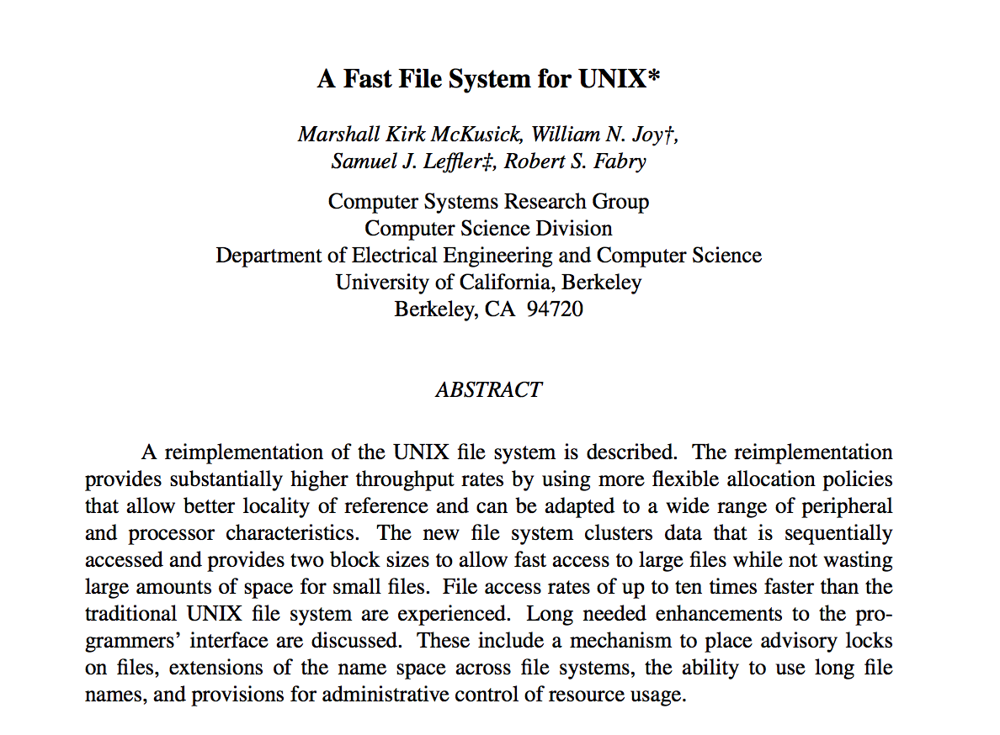 A Fast File System for UNIX*
Marshall Kirk McKusick, William N. Joy†,
Samuel J. Leffler‡, Robert S. Fabry
Computer Systems Research Group
Computer Science Division
Department of Electrical Engineering and Computer Science
University of California, Berkeley
Berkeley, CA 94720
ABSTRACT
A reimplementation of the UNIX file system is described. The reimplementation
provides substantially higher throughput rates by using more flexible allocation policies
that allow better locality of reference and can be adapted to a wide range of peripheral
and processor characteristics. The new file system clusters data that is sequentially
accessed and provides two block sizes to allow fast access to large files while not wasting
large amounts of space for small files. File access rates of up to ten times faster than the
traditional UNIX file system are experienced. Long needed enhancements to the pro-
grammers’ interface are discussed. These include a mechanism to place advisory locks
on files, extensions of the name space across file systems, the ability to use long file
names, and provisions for administrative control of resource usage.